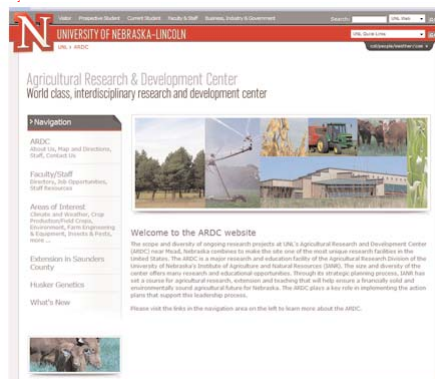 Visitor Prospective Student Current Student Faculty & Staff Business, Industry & Government
Search: UNL Web
N UNIVERSITY OF NEBRASKA–LINCOLN
UNL Quick Links
UNL › ARDC
Agricultural Research & Development Center
World class, interdisciplinary research and development center
Navigation
ARDC
About Us, Map and Directions,
Staff, Contact Us
Faculty/Staff
Directory, Job Opportunities,
Staff Resources
Areas of Interest
Climate and Weather, Crop
Production/Field Crops,
Environment, Farm Engineering
& Equipment, Insects & Pests,
more ...
Extension in Saunders
County
Husker Genetics
What's New
Welcome to the ARDC website
The scope and diversity of ongoing research projects at UNL's Agricultural Research and Development Center
(ARDC) near Mead, Nebraska combines to make the site one of the most unique research facilities in the
United States. The ARDC is a major research and education facility of the Agricultural Research Division of the
University of Nebraska's Institute of Agriculture and Natural Resources (IANR). The size and diversity of the
center offers many research and educational opportunities. Through its strategic planning process, IANR has
set a course for agricultural research, extension and teaching that will help ensure a financially solid and
environmentally sound agricultural future for Nebraska. The ARDC plays a key role in implementing the action
plans that support this leadership process.
Please visit the links in the navigation area on the left to learn more about the ARDC.